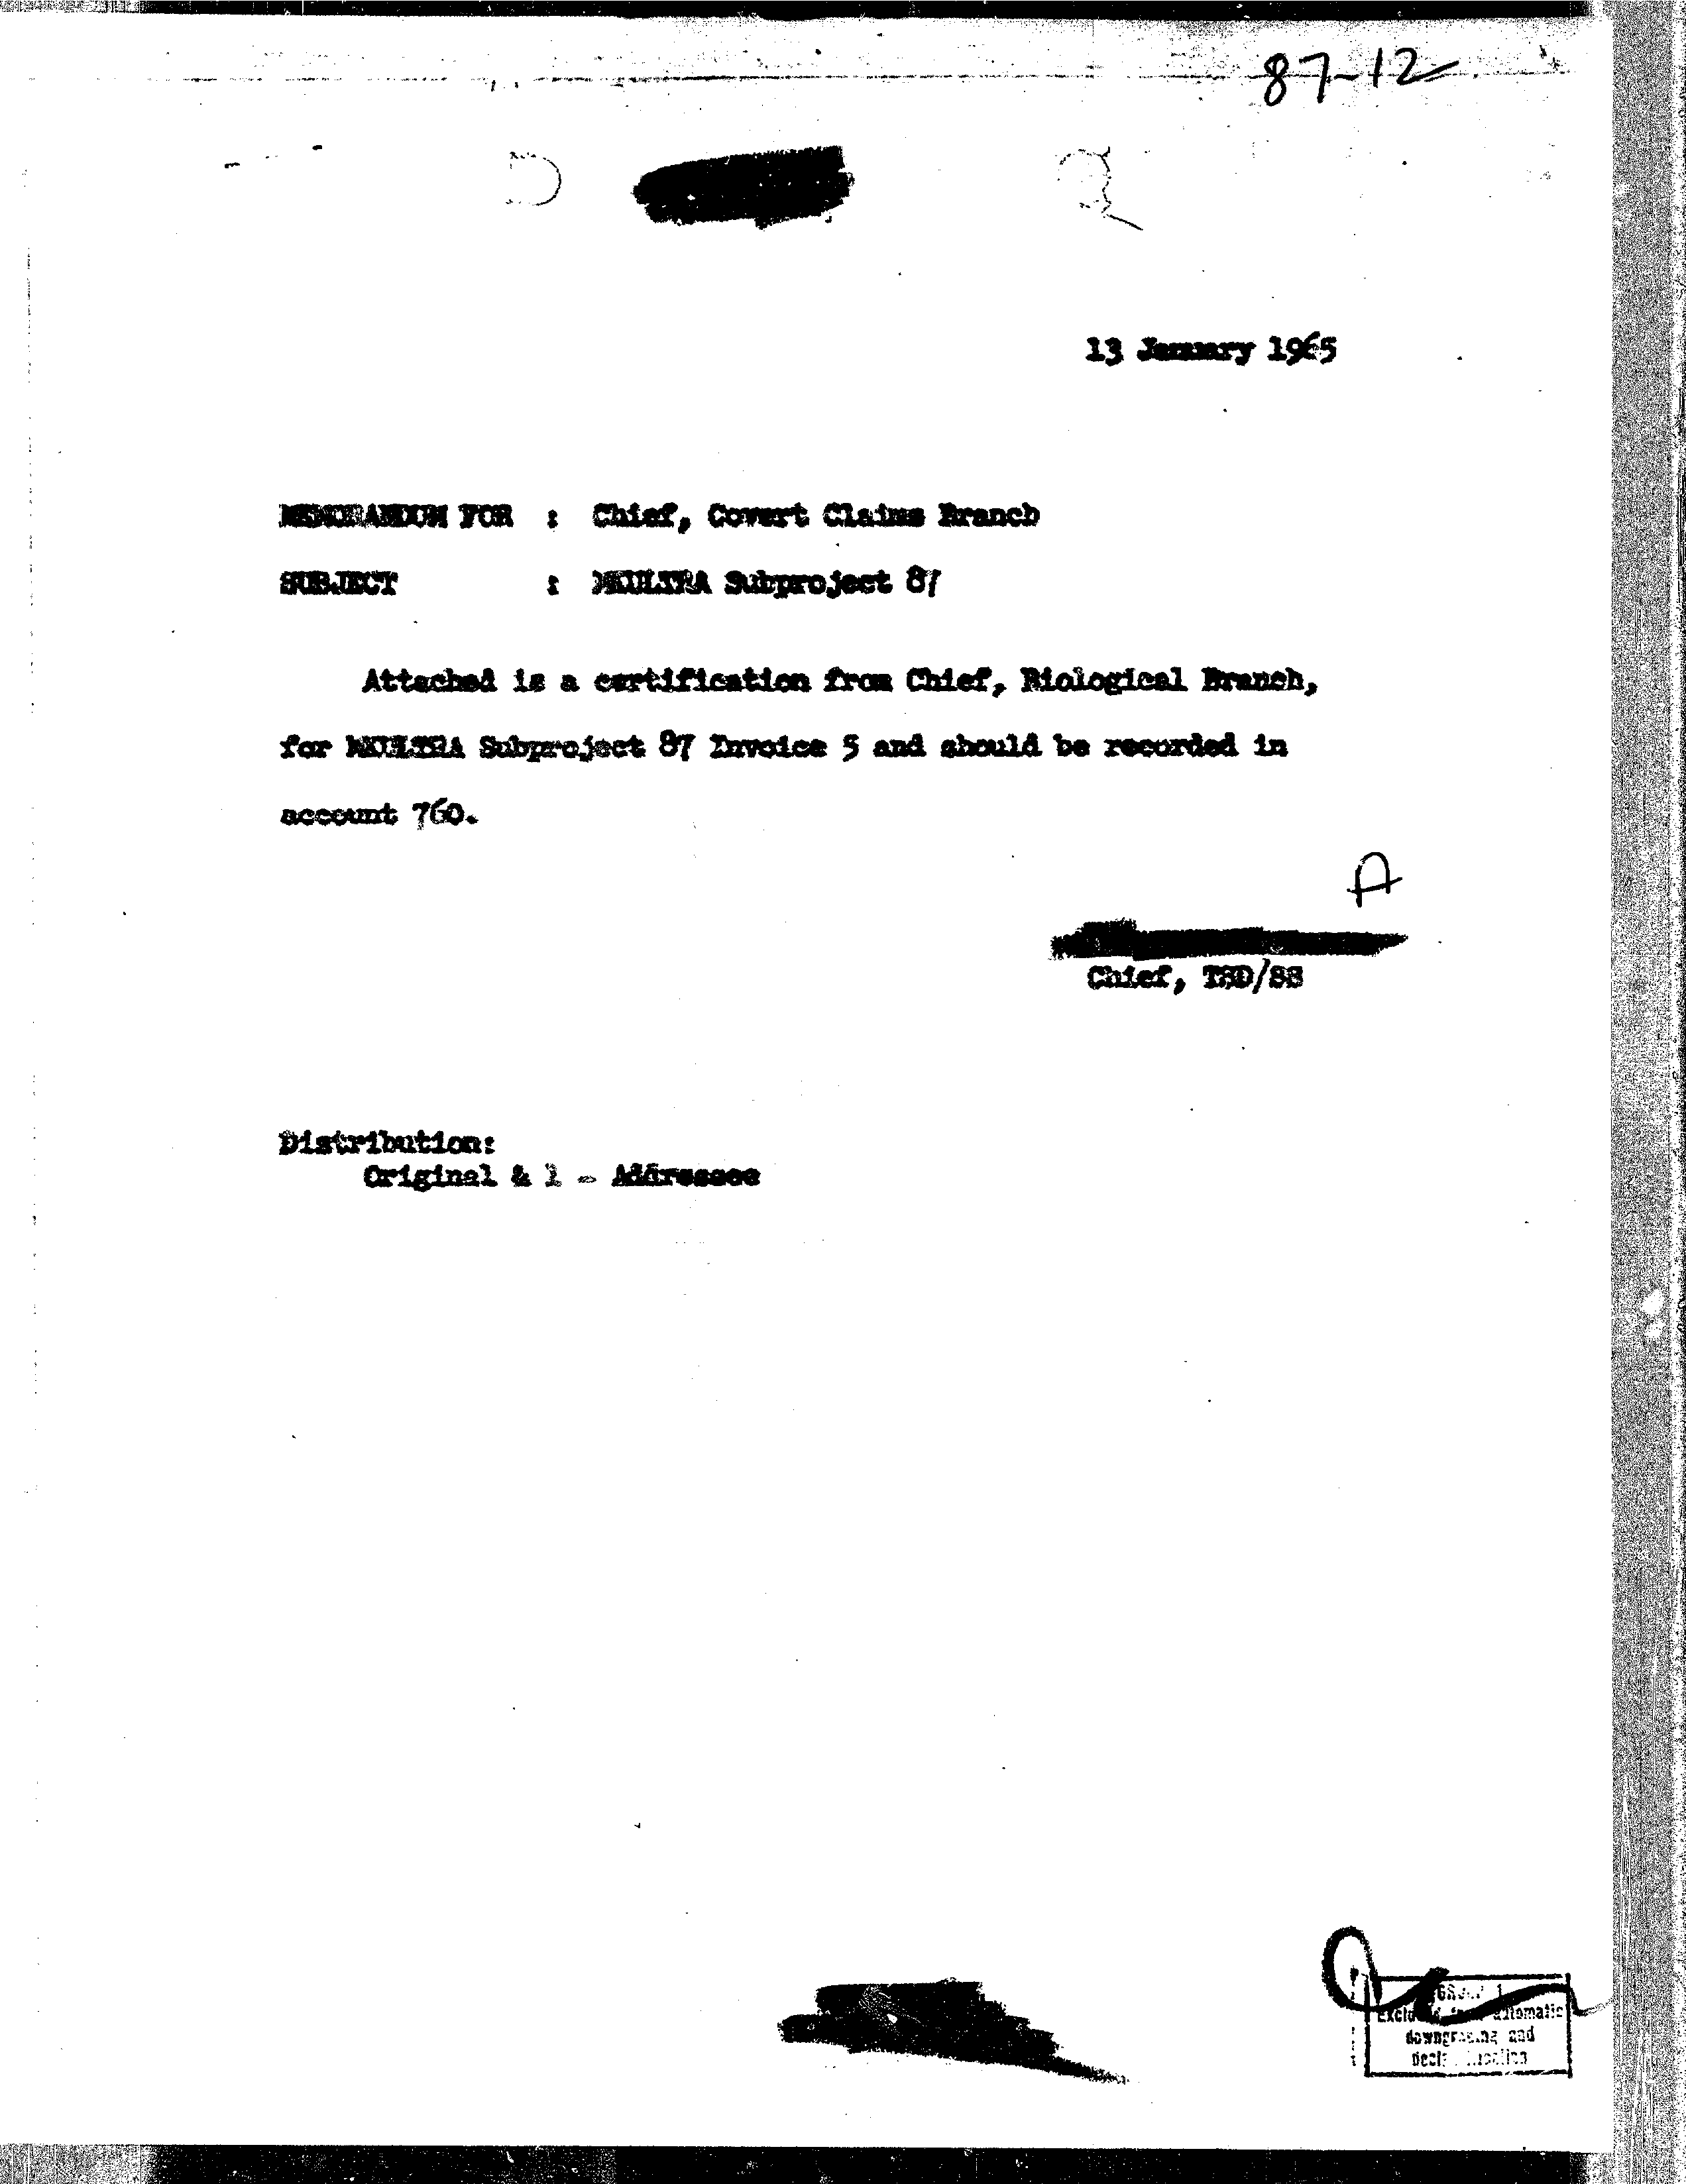 87-12
13 January 1965
MEMORANDUM FOR : Chief, Covert Claims Branch
SUBJECT : MKULTRA Subproject 87
Attached is a certification from Chief, Biological Branch,
for MKULTRA Subproject 87 Invoice 5 and should be recorded in
account 760.
A
Chief, TSD/BB
Distribution:
Original & 1 - Addressee
GROUP 1
Excluded from automatic
downgrading and
declassification